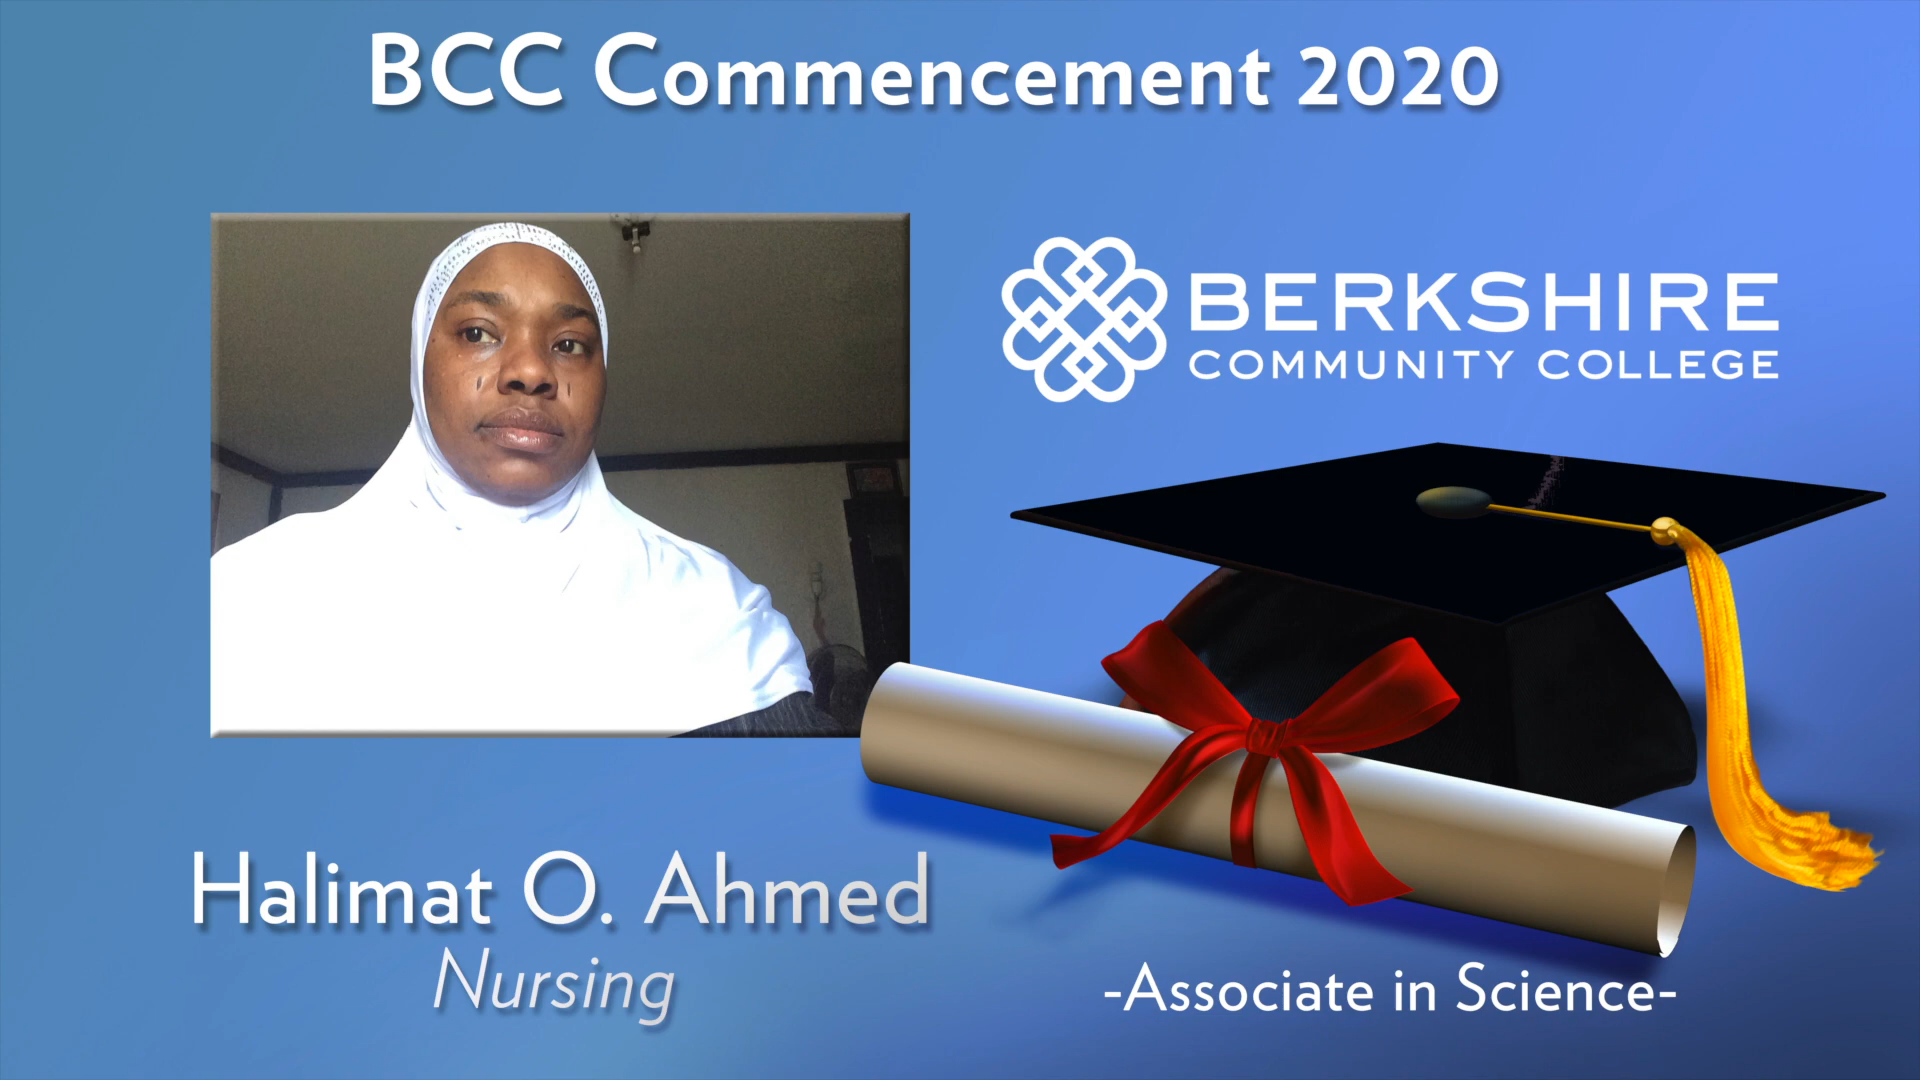 BCC Commencement 2020
BERKSHIRE
COMMUNITY COLLEGE
Halimat O. Ahmed
Nursing
-Associate in Science-